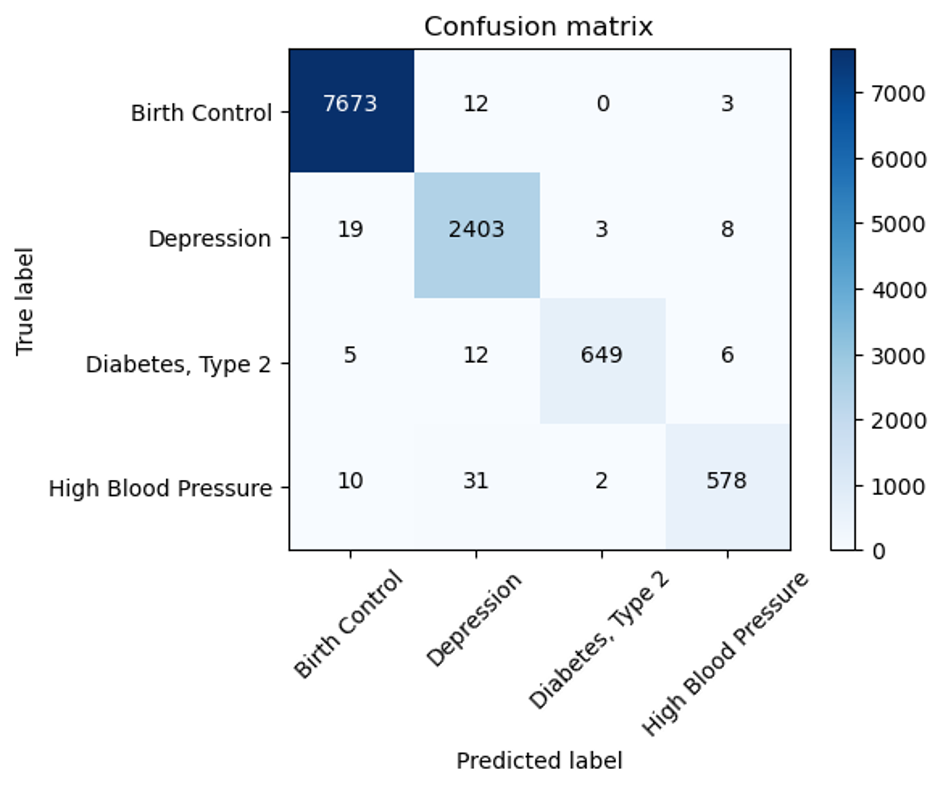 Confusion matrix
Birth Control 7673 12 0 3
Depression 19 2403 3 8
Diabetes, Type 2 5 12 649 6
High Blood Pressure 10 31 2 578
True label
Birth Control
Depression
Diabetes, Type 2
High Blood Pressure
Predicted label
7000
6000
5000
4000
3000
2000
1000
0